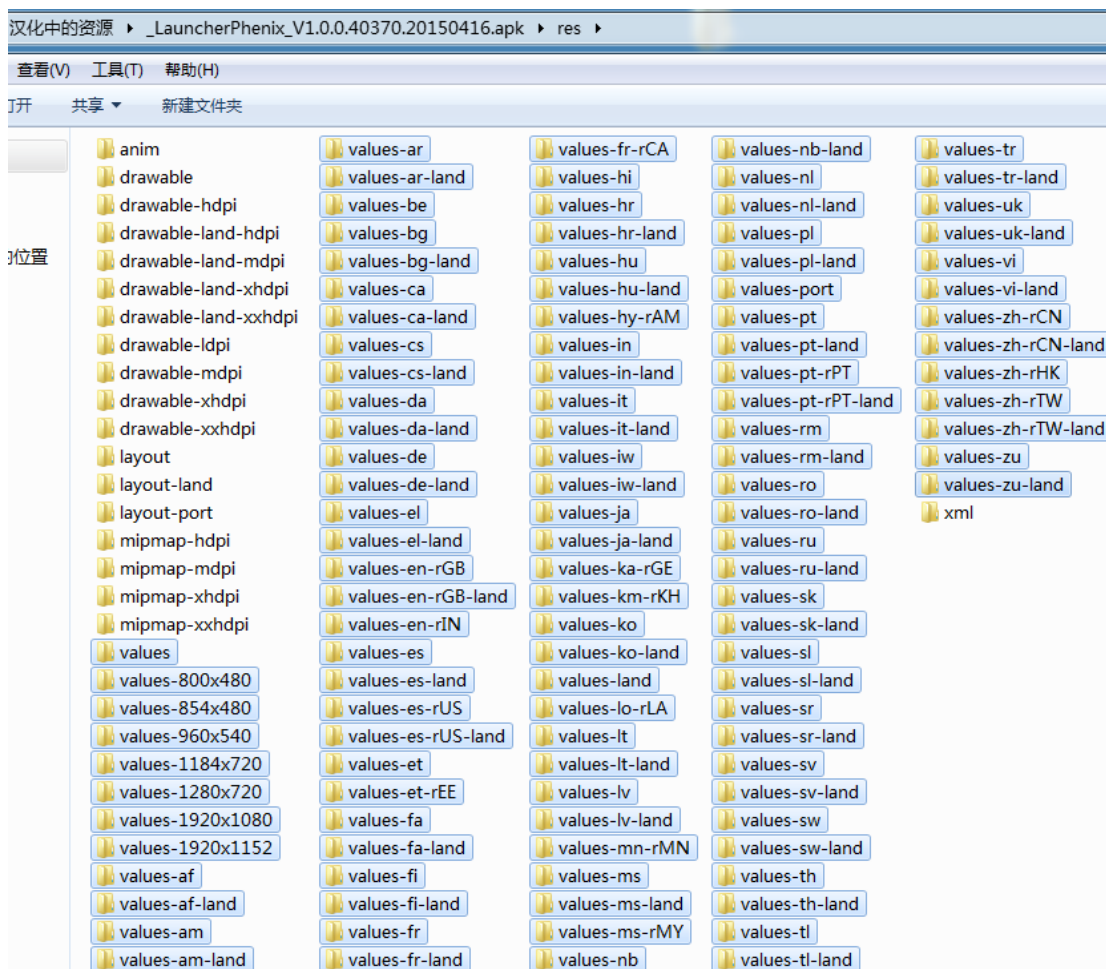 汉化中的资源 ▸ _LauncherPhenix_V1.0.0.40370.20150416.apk ▸ res ▸
查看(V) 工具(T) 帮助(H)
打开 共享 ▼ 新建文件夹
的位置
anim
drawable
drawable-hdpi
drawable-land-hdpi
drawable-land-mdpi
drawable-land-xhdpi
drawable-land-xxhdpi
drawable-ldpi
drawable-mdpi
drawable-xhdpi
drawable-xxhdpi
layout
layout-land
layout-port
mipmap-hdpi
mipmap-mdpi
mipmap-xhdpi
mipmap-xxhdpi
values
values-800x480
values-854x480
values-960x540
values-1184x720
values-1280x720
values-1920x1080
values-1920x1152
values-af
values-af-land
values-am
values-am-land
values-ar
values-ar-land
values-be
values-bg
values-bg-land
values-ca
values-ca-land
values-cs
values-cs-land
values-da
values-da-land
values-de
values-de-land
values-el
values-el-land
values-en-rGB
values-en-rGB-land
values-en-rIN
values-es
values-es-land
values-es-rUS
values-es-rUS-land
values-et
values-et-rEE
values-fa
values-fa-land
values-fi
values-fi-land
values-fr
values-fr-land
values-fr-rCA
values-hi
values-hr
values-hr-land
values-hu
values-hu-land
values-hy-rAM
values-in
values-in-land
values-it
values-it-land
values-iw
values-iw-land
values-ja
values-ja-land
values-ka-rGE
values-km-rKH
values-ko
values-ko-land
values-land
values-lo-rLA
values-lt
values-lt-land
values-lv
values-lv-land
values-mn-rMN
values-ms
values-ms-land
values-ms-rMY
values-nb
values-nb-land
values-nl
values-nl-land
values-pl
values-pl-land
values-port
values-pt
values-pt-land
values-pt-rPT
values-pt-rPT-land
values-rm
values-rm-land
values-ro
values-ro-land
values-ru
values-ru-land
values-sk
values-sk-land
values-sl
values-sl-land
values-sr
values-sr-land
values-sv
values-sv-land
values-sw
values-sw-land
values-th
values-th-land
values-tl
values-tl-land
values-tr
values-tr-land
values-uk
values-uk-land
values-vi
values-vi-land
values-zh-rCN
values-zh-rCN-land
values-zh-rHK
values-zh-rTW
values-zh-rTW-land
values-zu
values-zu-land
xml